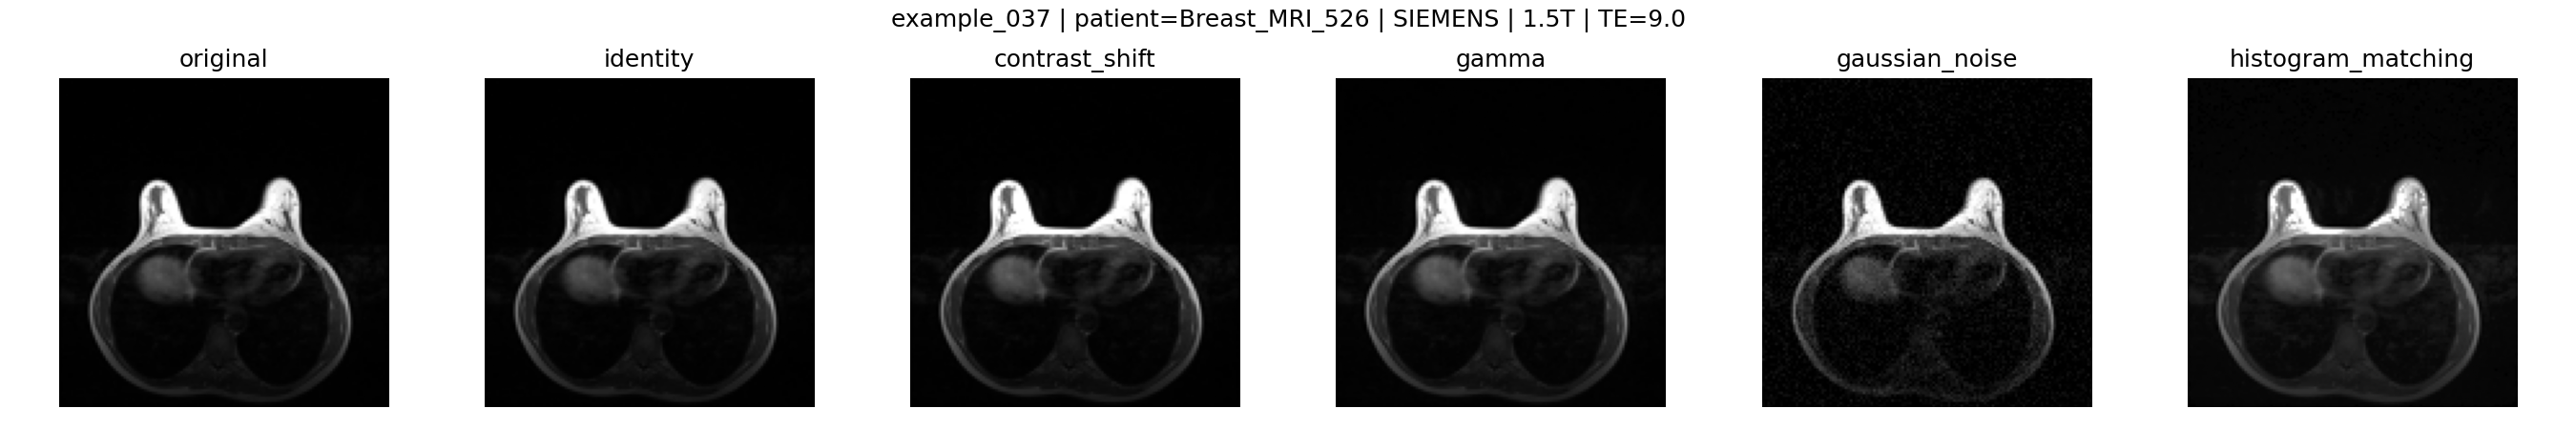 example_037 | patient=Breast_MRI_526 | SIEMENS | 1.5T | TE=9.0
original identity contrast_shift gamma gaussian_noise histogram_matching